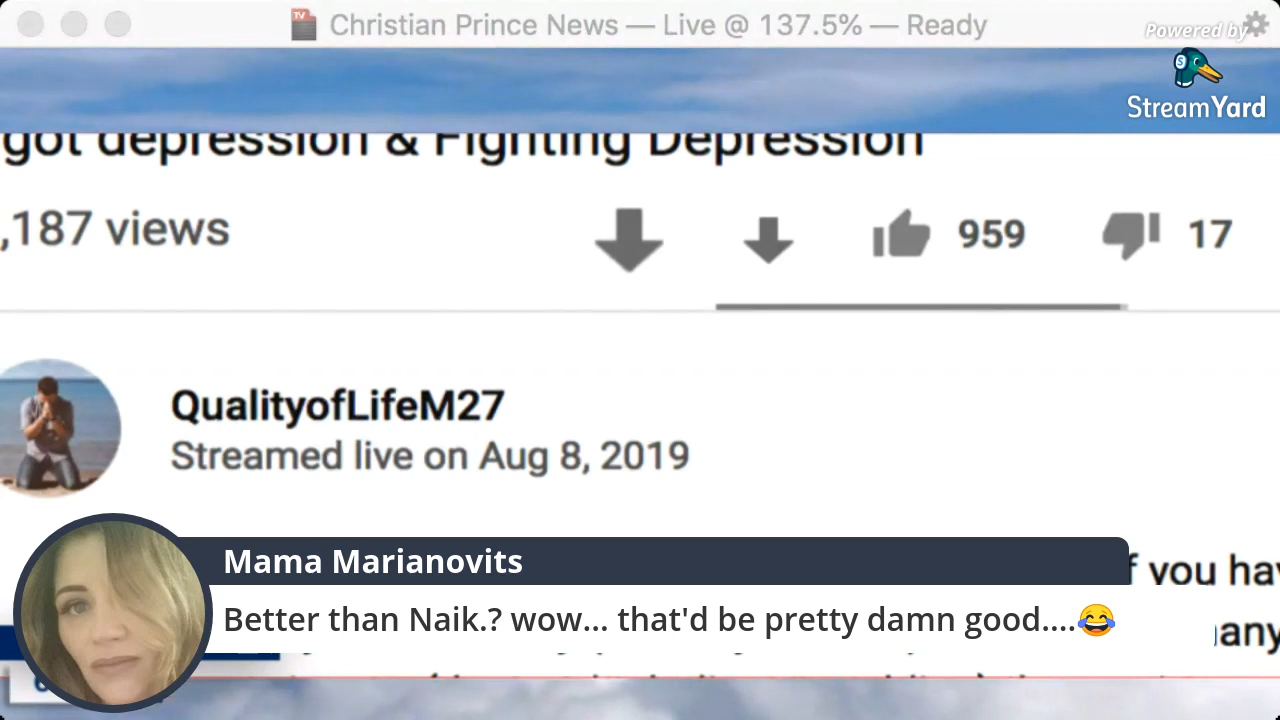 Christian Prince News — Live @ 137.5% — Ready
Powered by
StreamYard
got depression & Fighting Depression
,187 views
959
17
QualityofLifeM27
Streamed live on Aug 8, 2019
Mama Marianovits
f you hav
Better than Naik.? wow... that'd be pretty damn good....😂
any